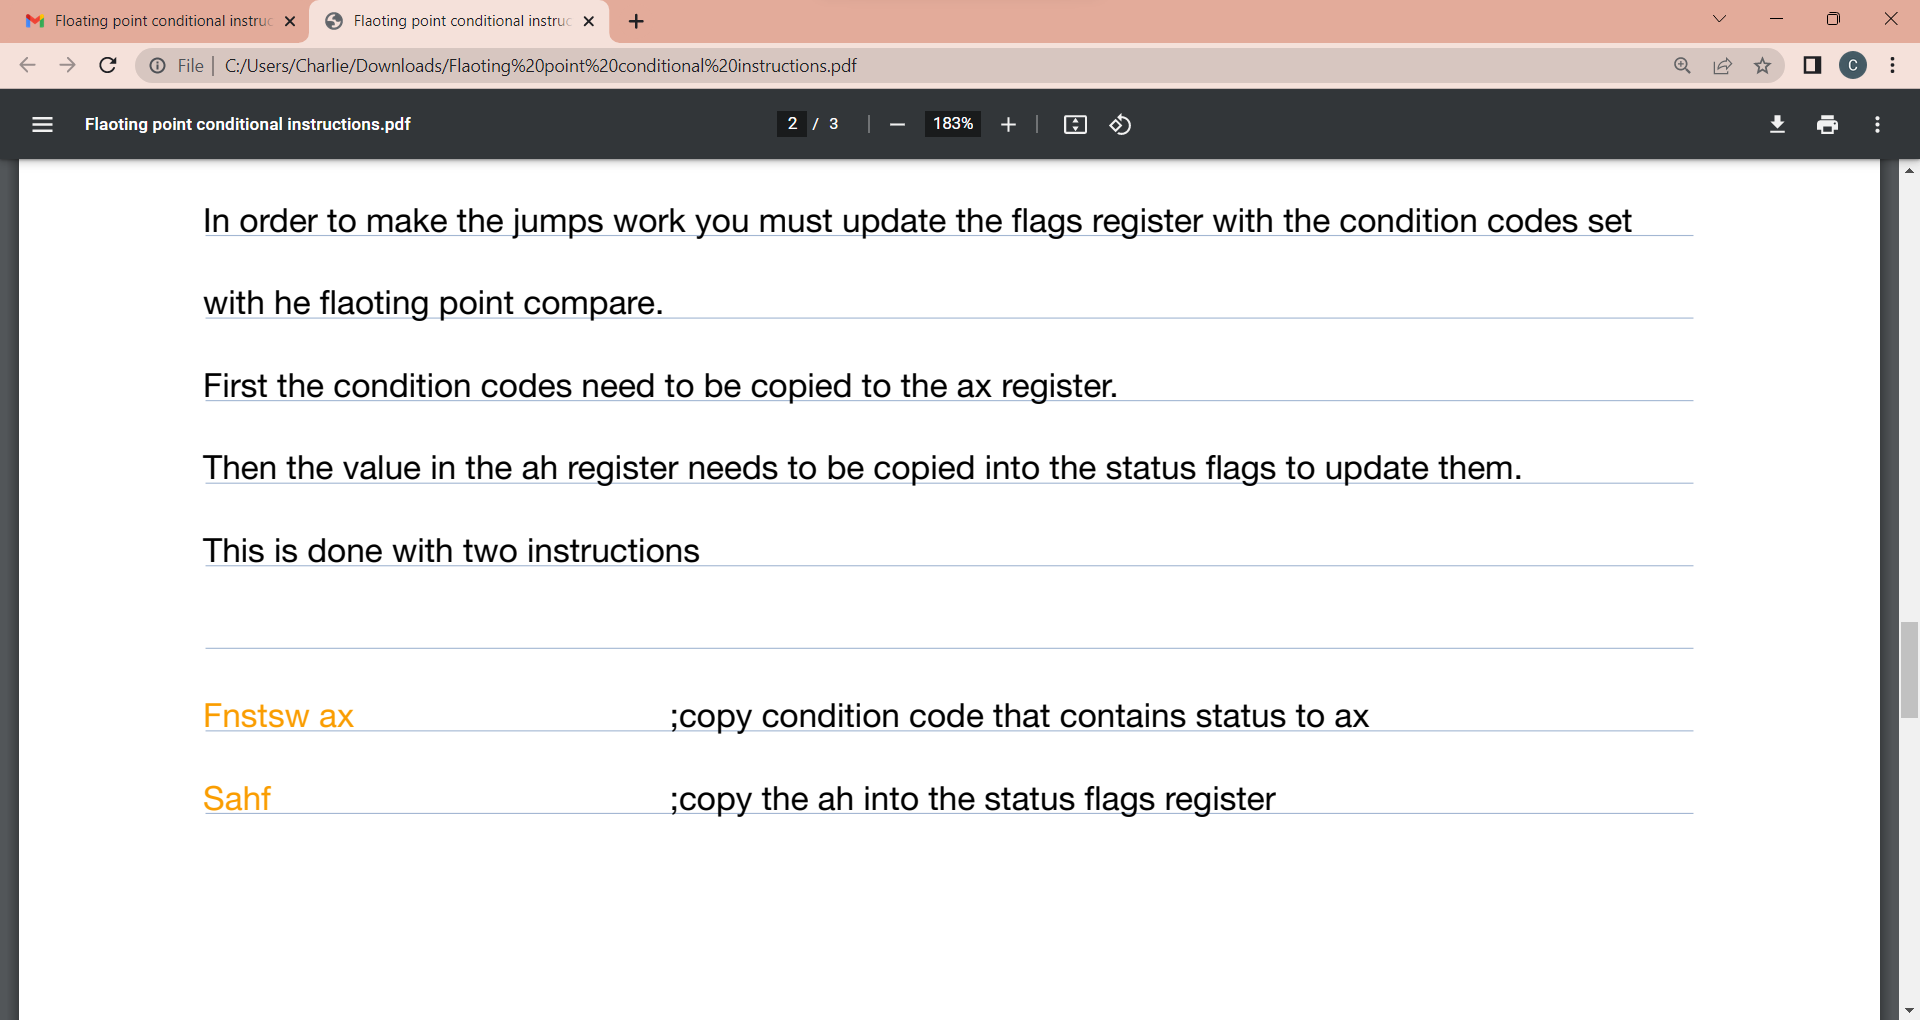 Floating point conditional instruc
Flaoting point conditional instruc
File
C:/Users/Charlie/Downloads/Flaoting%20point%20conditional%20instructions.pdf
C
Flaoting point conditional instructions.pdf
2 / 3
183%
In order to make the jumps work you must update the flags register with the condition codes set
with he flaoting point compare.
First the condition codes need to be copied to the ax register.
Then the value in the ah register needs to be copied into the status flags to update them.
This is done with two instructions
Fnstsw ax ;copy condition code that contains status to ax
Sahf ;copy the ah into the status flags register